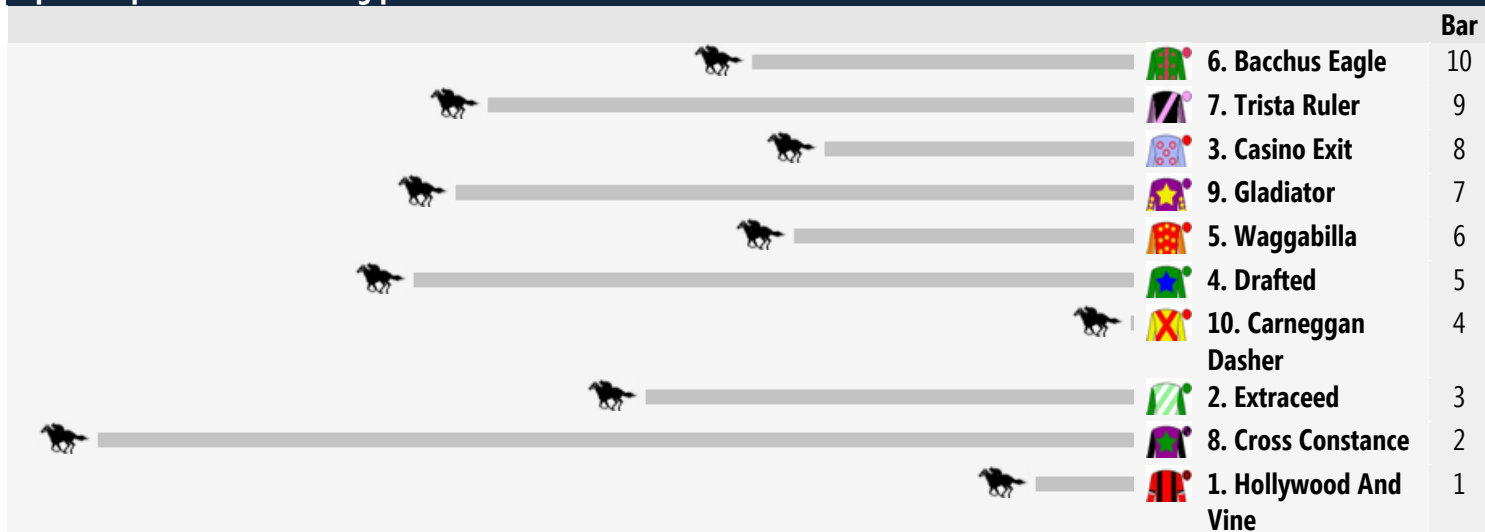 Bar
6. Bacchus Eagle 10
7. Trista Ruler 9
3. Casino Exit 8
9. Gladiator 7
5. Waggabilla 6
4. Drafted 5
10. Carneggan 4
Dasher
2. Extraceed 3
8. Cross Constance 2
1. Hollywood And 1
Vine